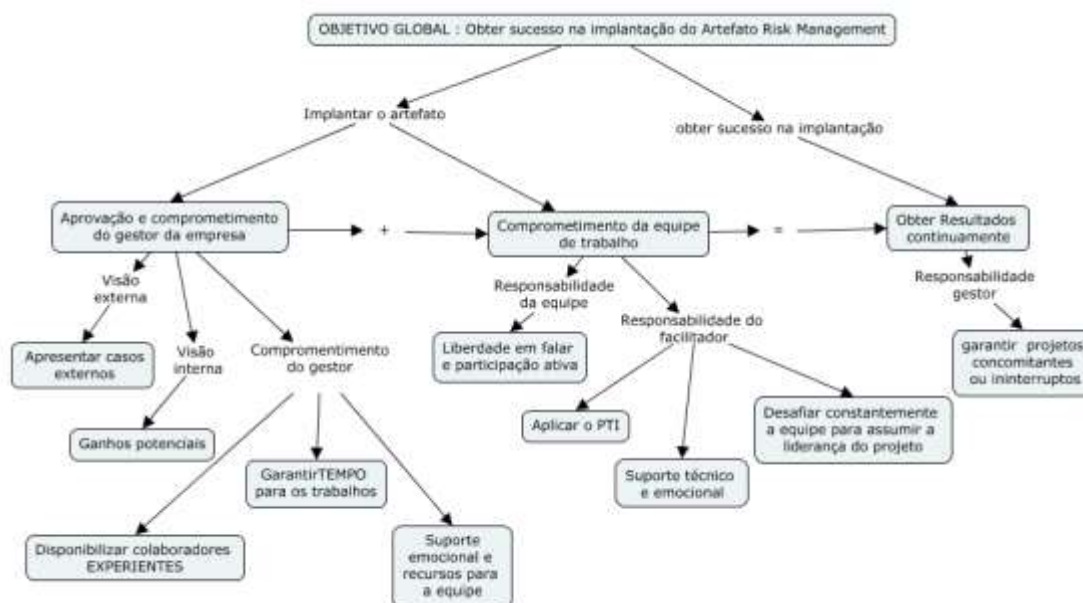 OBJETIVO GLOBAL : Obter sucesso na implantação do Artefato Risk Management
Implantar o artefato
obter sucesso na implantação
Aprovação e comprometimento
do gestor da empresa
+
Comprometimento da equipe
de trabalho
=
Obter Resultados
continuamente
Visão
externa
Visão
interna
Compromentimento
do gestor
Responsabilidade
da equipe
Responsabilidade do
facilitador
Responsabilidade
gestor
Apresentar casos
externos
Liberdade em falar
e participação ativa
garantir projetos
concomitantes
ou ininterruptos
Ganhos potenciais
Aplicar o PTI
Desafiar constantemente
a equipe para assumir a
liderança do projeto
GarantirTEMPO
para os trabalhos
Suporte técnico
e emocional
Disponibilizar colaboradores
EXPERIENTES
Suporte
emocional e
recursos para
a equipe